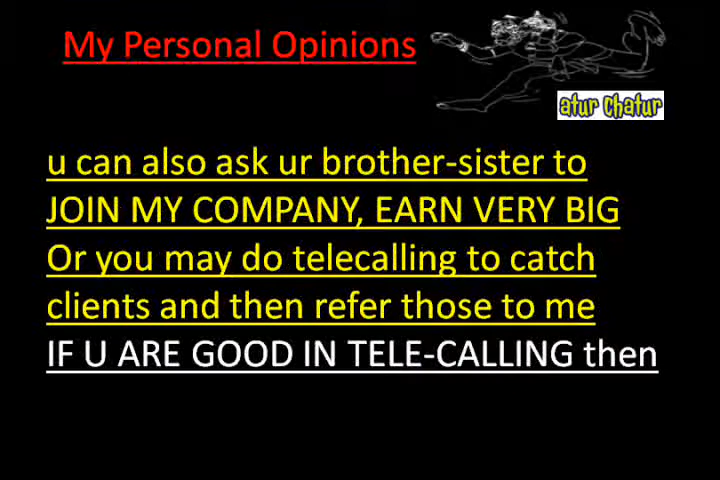 My Personal Opinions
atur chatur
u can also ask ur brother-sister to
JOIN MY COMPANY, EARN VERY BIG
Or you may do telecalling to catch
clients and then refer those to me
IF U ARE GOOD IN TELE-CALLING then